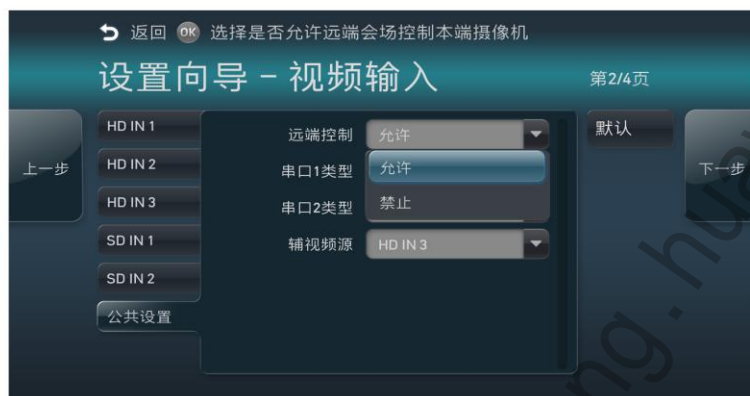 返回 OK 选择是否允许远端会场控制本端摄像机
设置向导 - 视频输入
第2/4页
上一步
HD IN 1
HD IN 2
HD IN 3
SD IN 1
SD IN 2
公共设置
远端控制 允许
允许
禁止
串口1类型
串口2类型
辅视频源 HD IN 3
默认
下一步